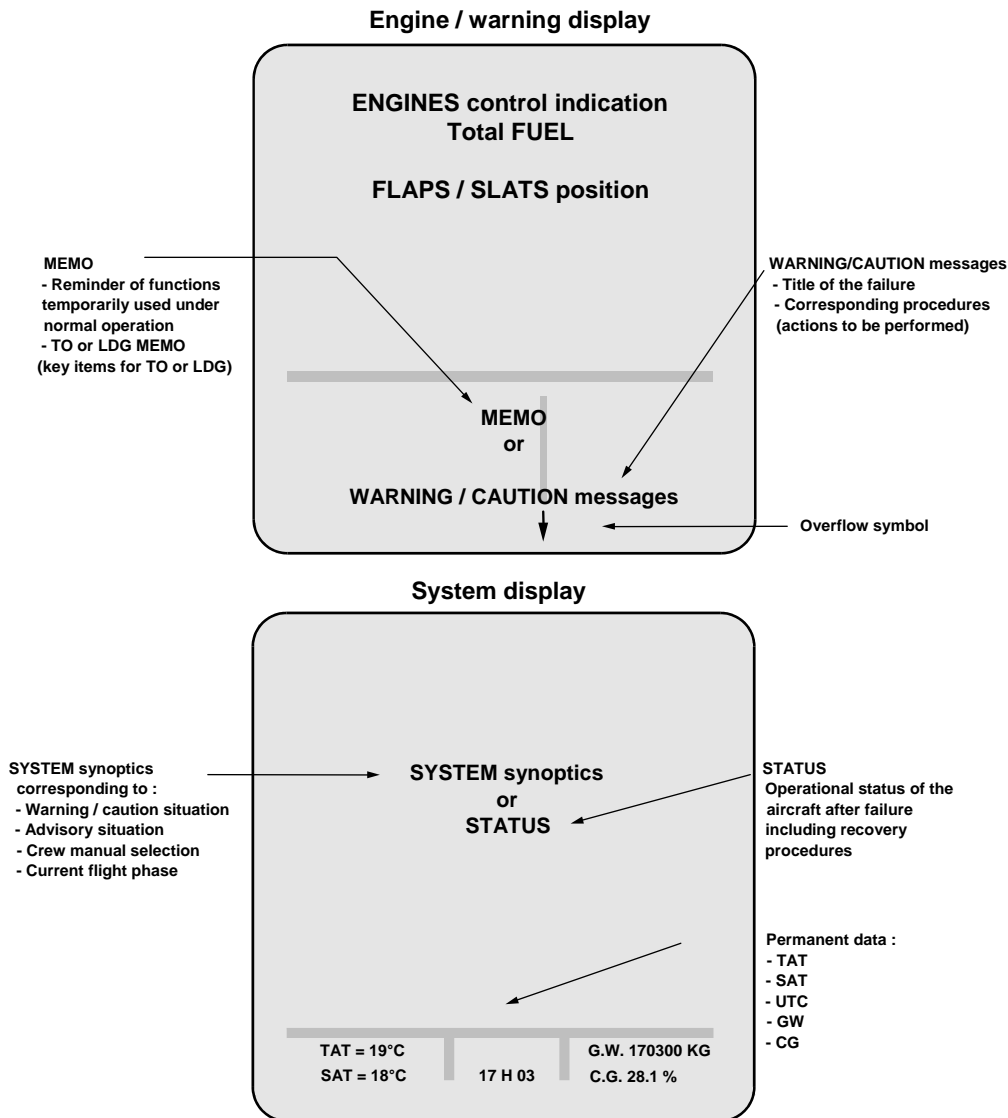 Engine / warning display
ENGINES control indication
Total FUEL
FLAPS / SLATS position
MEMO
- Reminder of functions
temporarily used under
normal operation
- TO or LDG MEMO
(key items for TO or LDG)
WARNING/CAUTION messages
- Title of the failure
- Corresponding procedures
(actions to be performed)
MEMO
or
WARNING / CAUTION messages
Overflow symbol
System display
SYSTEM synoptics
corresponding to :
- Warning / caution situation
- Advisory situation
- Crew manual selection
- Current flight phase
SYSTEM synoptics
or
STATUS
STATUS
Operational status of the
aircraft after failure
including recovery
procedures
Permanent data :
- TAT
- SAT
- UTC
- GW
- CG
TAT = 19°C
SAT = 18°C
17 H 03
G.W. 170300 KG
C.G. 28.1 %